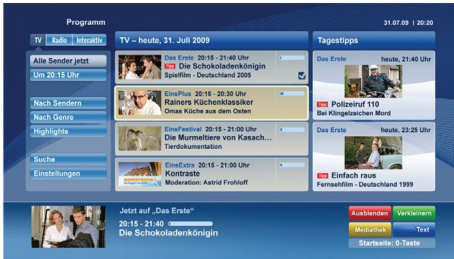 Programm
31.07.09 | 20:20
TV Radio Interaktiv
TV – heute, 31. Juli 2009
Tagestipps
Alle Sender jetzt
Um 20:15 Uhr
Nach Sendern
Nach Genre
Highlights
Suche
Einstellungen
Das Erste 20:15 - 21:40 Uhr
Tipp Die Schokoladenkönigin
Spielfilm - Deutschland 2005
EinsPlus 20:15 - 20:30 Uhr
Rainers Küchenklassiker
Omas Küche aus dem Osten
EinsFestival 20:15 - 21:00 Uhr
Die Murmeltiere von Kasach...
Tierdokumentation
EinsExtra 20:15 - 21:00 Uhr
Kontraste
Moderation: Astrid Frohloff
Das Erste heute, 21:40 Uhr
Tipp Polizeiruf 110
Bei Klingelzeichen Mord
Das Erste heute, 23:25 Uhr
Tipp Einfach raus
Fernsehfilm - Deutschland 1999
Jetzt auf „Das Erste“
20:15 - 21:40
Die Schokoladenkönigin
Ausblenden Verkleinern
Mediathek Text
Startseite: 0-Taste